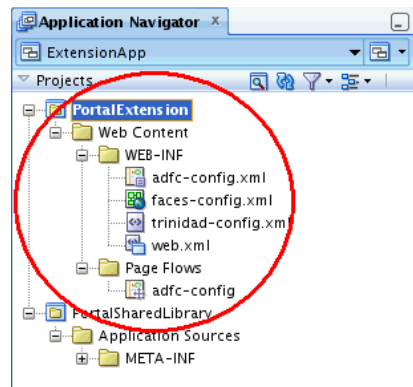 Application Navigator
ExtensionApp
Projects
PortalExtension
Web Content
WEB-INF
adfc-config.xml
faces-config.xml
trinidad-config.xml
web.xml
Page Flows
adfc-config
PortalSharedLibrary
Application Sources
META-INF